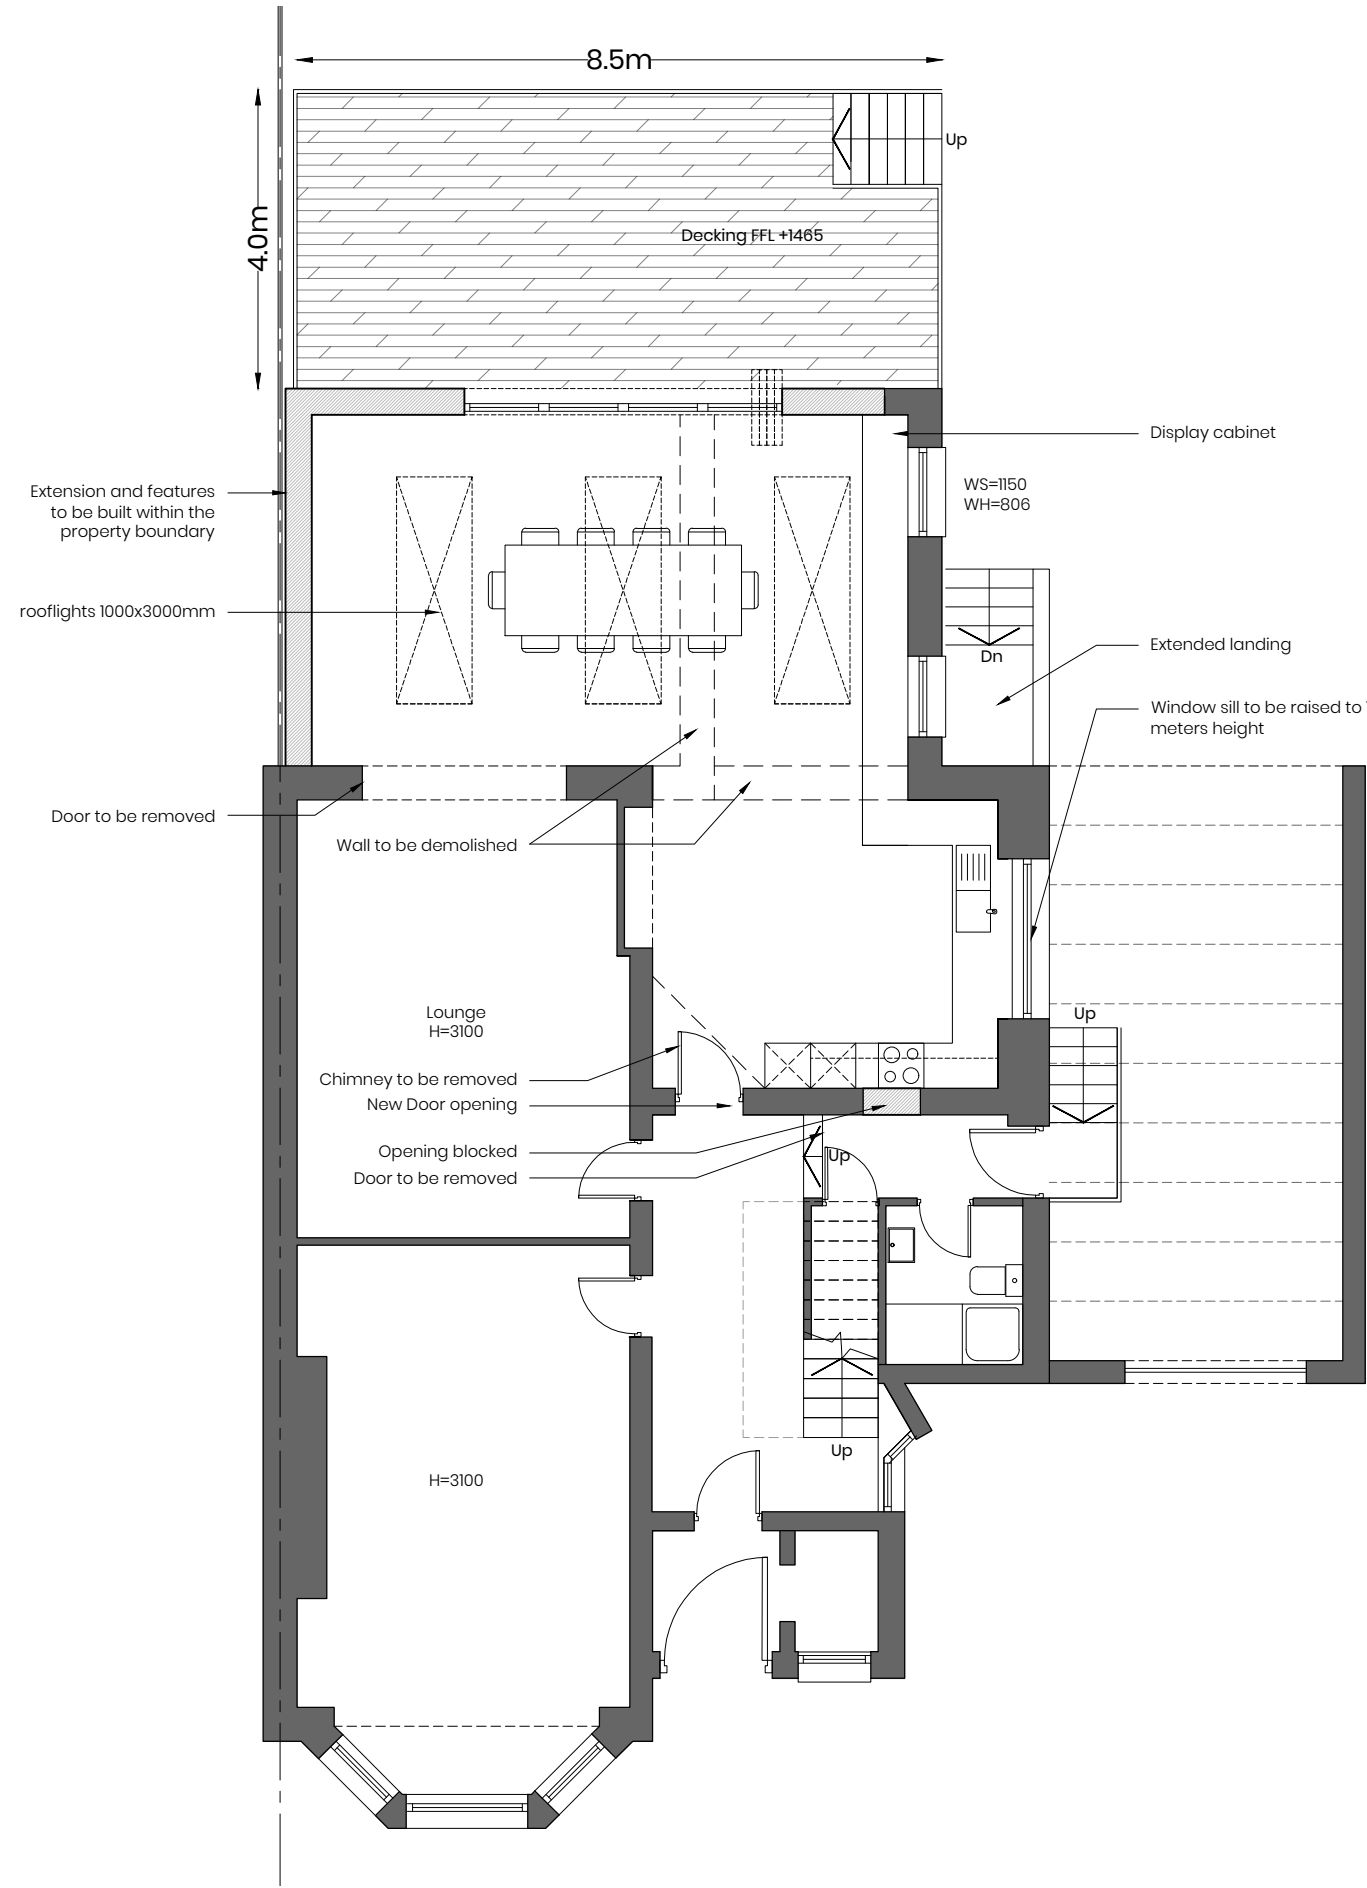 8.5m
4.0m
Up
Decking FFL +1465
Display cabinet
WS=1150
WH=806
Extension and features
to be built within the
property boundary
rooflights 1000x3000mm
Dn
Extended landing
Window sill to be raised to
meters height
Door to be removed
Wall to be demolished
Lounge
H=3100
Up
Chimney to be removed
New Door opening
Opening blocked
Door to be removed
Up
Up
H=3100